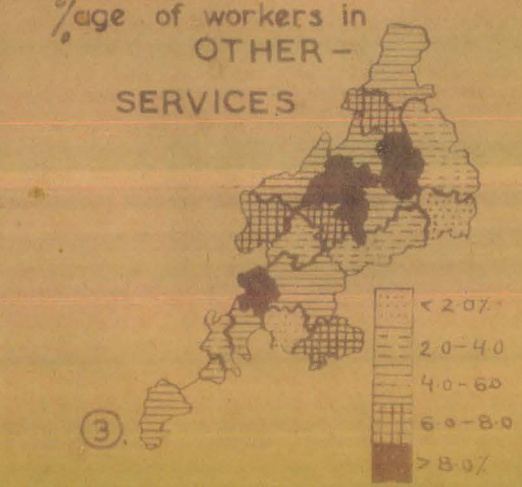 %age of workers in
OTHER-
SERVICES
< 2.0%
2.0-4.0
4.0-6.0
6.0-8.0
> 8.0%
3.